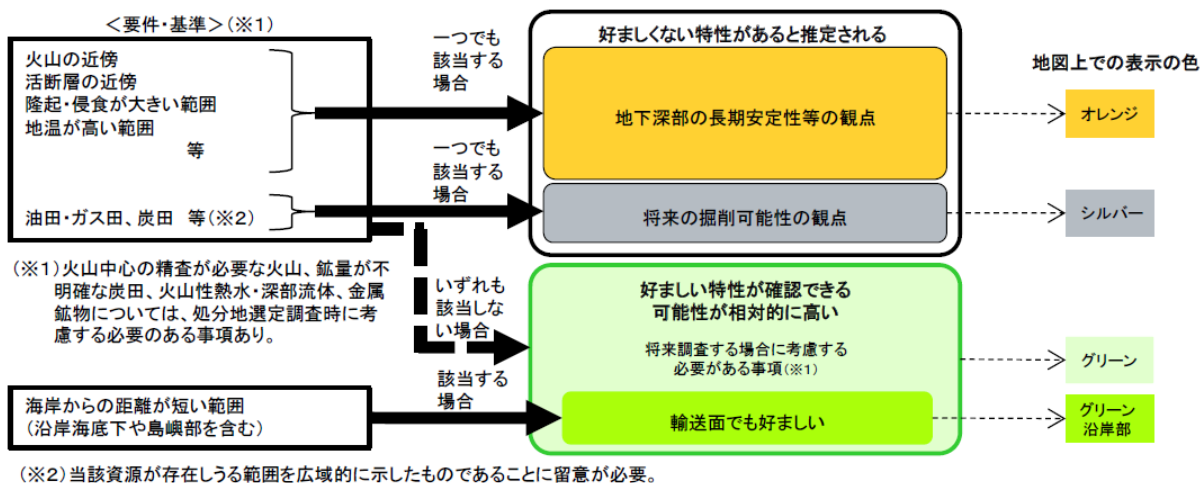 <要件・基準>(※1)
火山の近傍
活断層の近傍
隆起・侵食が大きい範囲
地温が高い範囲
等
油田・ガス田、炭田 等(※2)
一つでも
該当する
場合
一つでも
該当する
場合
好ましくない特性があると推定される
地下深部の長期安定性等の観点
将来の掘削可能性の観点
地図上での表示の色
オレンジ
シルバー
(※1)火山中心の精査が必要な火山、鉱量が不
明確な炭田、火山性熱水・深部流体、金属
鉱物については、処分地選定調査時に考
慮する必要のある事項あり。
いずれも
該当しな
い場合
好ましい特性が確認できる
可能性が相対的に高い
将来調査する場合に考慮する
必要がある事項(※1)
グリーン
海岸からの距離が短い範囲
(沿岸海底下や島嶼部を含む)
該当する
場合
輸送面でも好ましい
グリーン
沿岸部
(※2)当該資源が存在しうる範囲を広域的に示したものであることに留意が必要。